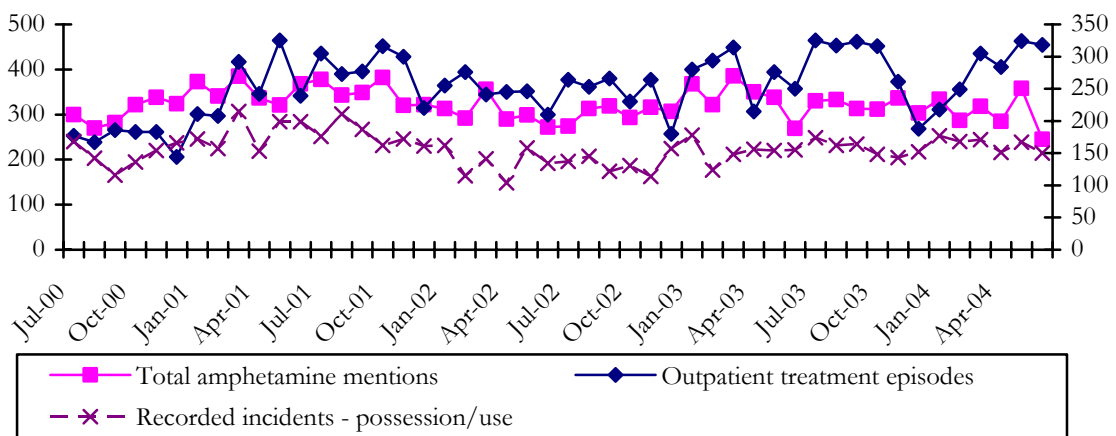 500 350
400 300
300 250
200 200
100 150
0 100
50
0
Jul-00 Oct-00 Jan-01 Apr-01 Jul-01 Oct-01 Jan-02 Apr-02 Jul-02 Oct-02 Jan-03 Apr-03 Jul-03 Oct-03 Jan-04 Apr-04
Total amphetamine mentions Outpatient treatment episodes
Recorded incidents - possession/use